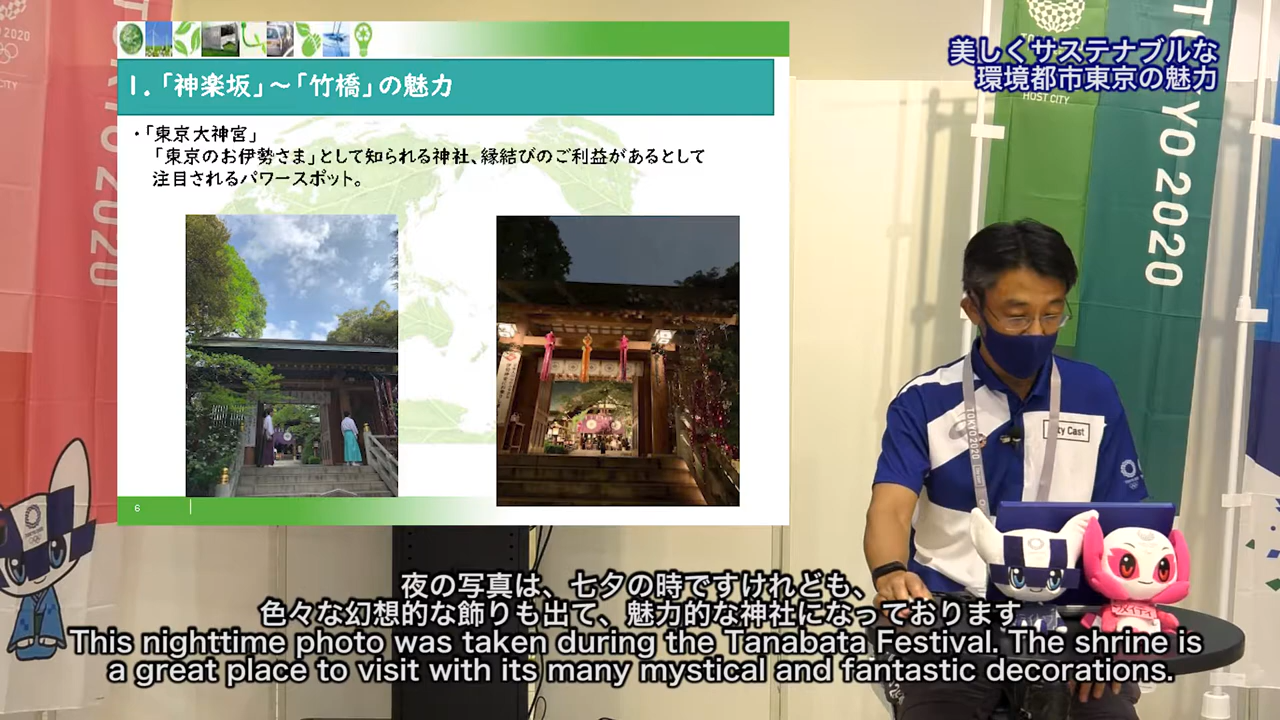 美しくサステナブルな
環境都市東京の魅力
1. 「神楽坂」～「竹橋」の魅力
・「東京大神宮」
「東京のお伊勢さま」として知られる神社、縁結びのご利益があるとして
注目されるパワースポット。
6
HOST CITY
TOKYO 2020
2020
TOKYO 2020
夜の写真は、七夕の時ですけれども、
色々な幻想的な飾りも出て、魅力的な神社になっております
This nighttime photo was taken during the Tanabata Festival. The shrine is
a great place to visit with its many mystical and fantastic decorations.